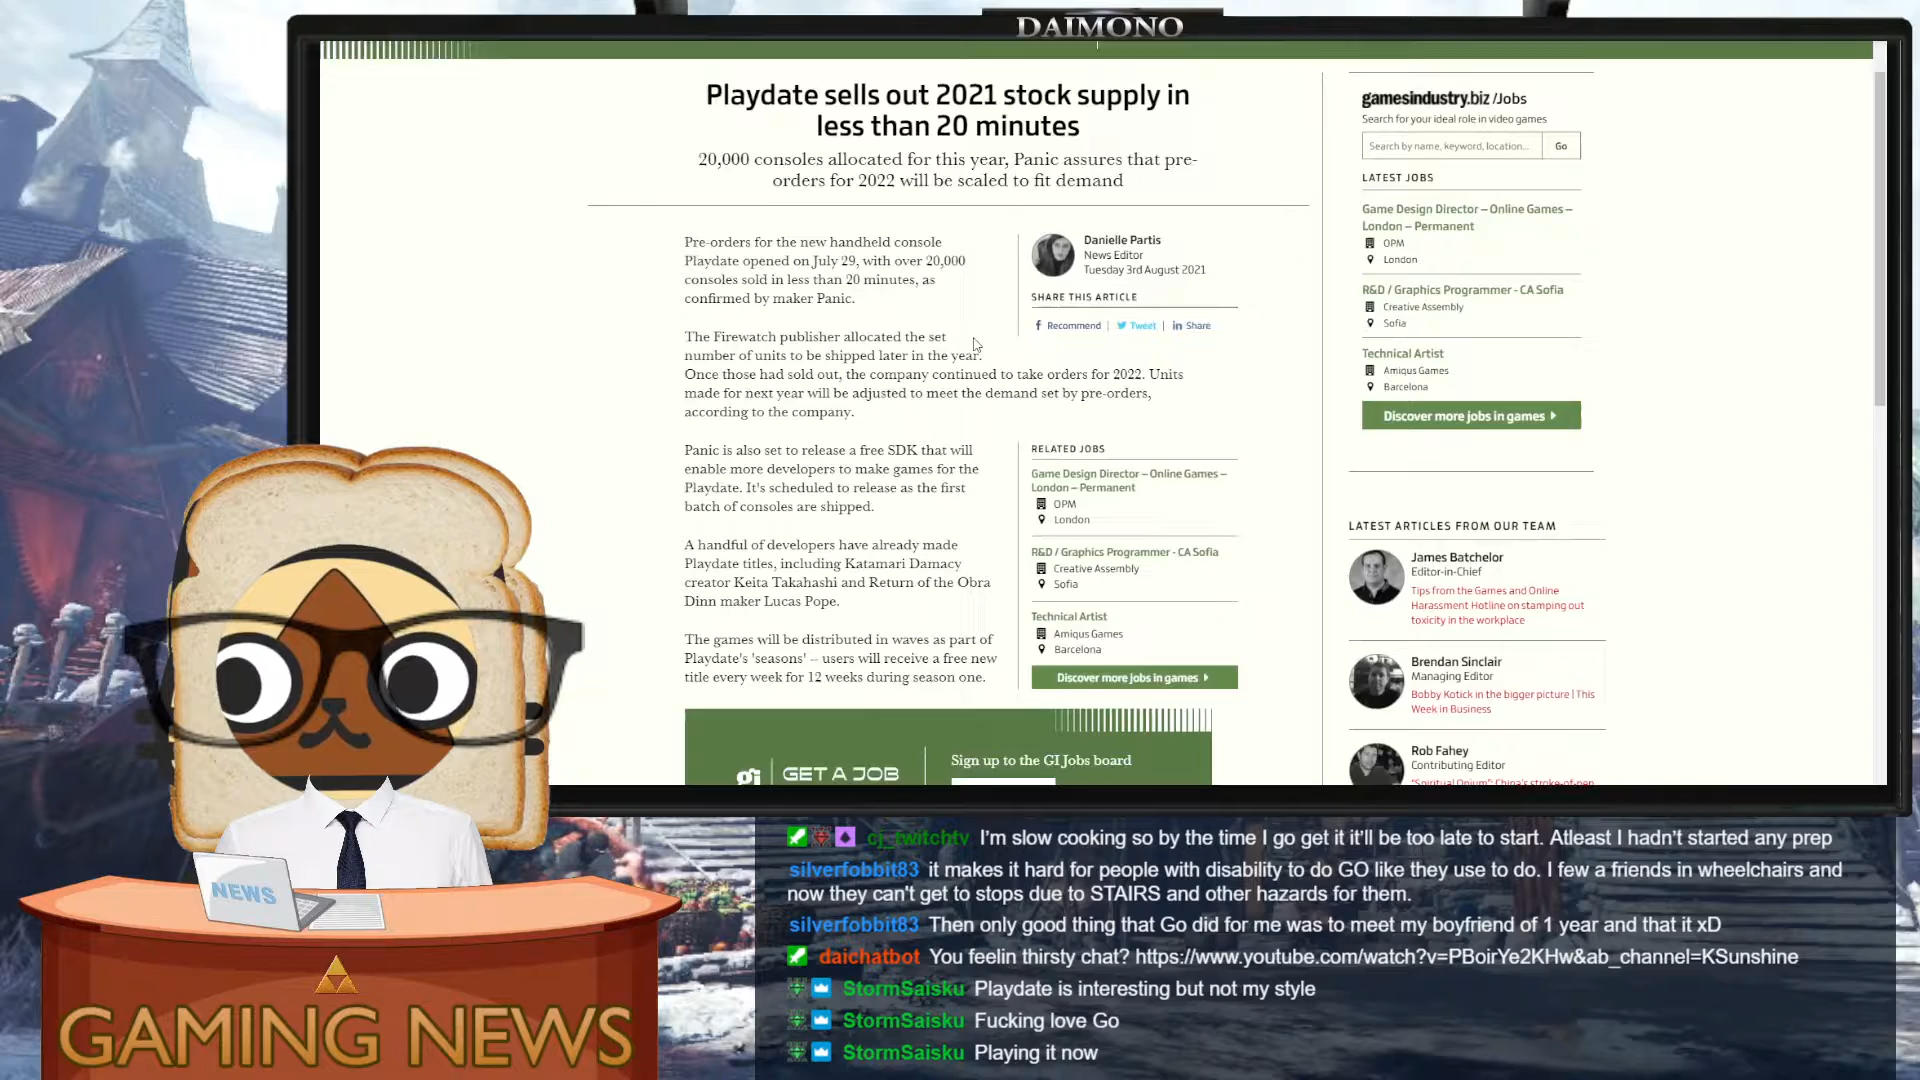 DAIMONO
Playdate sells out 2021 stock supply in
less than 20 minutes
20,000 consoles allocated for this year, Panic assures that pre-
orders for 2022 will be scaled to fit demand
Pre-orders for the new handheld console
Playdate opened on July 29, with over 20,000
consoles sold in less than 20 minutes, as
confirmed by maker Panic.
The Firewatch publisher allocated the set
number of units to be shipped later in the year.
Once those had sold out, the company continued to take orders for 2022. Units
made for next year will be adjusted to meet the demand set by pre-orders,
according to the company.
Panic is also set to release a free SDK that will
enable more developers to make games for the
Playdate. It's scheduled to release as the first
batch of consoles are shipped.
A handful of developers have already made
Playdate titles, including Katamari Damacy
creator Keita Takahashi and Return of the Obra
Dinn maker Lucas Pope.
The games will be distributed in waves as part of
Playdate's 'seasons' – users will receive a free new
title every week for 12 weeks during season one.
Danielle Partis
News Editor
Tuesday 3rd August 2021
SHARE THIS ARTICLE
Recommend | Tweet | Share
RELATED JOBS
Game Design Director – Online Games –
London – Permanent
OPM
London
R&D / Graphics Programmer - CA Sofia
Creative Assembly
Sofia
Technical Artist
Amiqus Games
Barcelona
Discover more jobs in games
gi GET A JOB
Sign up to the GI Jobs board
gamesindustry.biz /Jobs
Search for your ideal role in video games
Search by name, keyword, location... Go
LATEST JOBS
Game Design Director – Online Games –
London – Permanent
OPM
London
R&D / Graphics Programmer - CA Sofia
Creative Assembly
Sofia
Technical Artist
Amiqus Games
Barcelona
Discover more jobs in games
LATEST ARTICLES FROM OUR TEAM
James Batchelor
Editor-in-Chief
Tips from the Games and Online
Harassment Hotline on stamping out
toxicity in the workplace
Brendan Sinclair
Managing Editor
Bobby Kotick in the bigger picture | This
Week in Business
Rob Fahey
Contributing Editor
"Spiritual Opium": China's stroke-of-pen
NEWS
GAMING NEWS
cj_twitchtv I'm slow cooking so by the time I go get it it'll be too late to start. Atleast I hadn't started any prep
silverfobbit83 it makes it hard for people with disability to do GO like they use to do. I few a friends in wheelchairs and
now they can't get to stops due to STAIRS and other hazards for them.
silverfobbit83 Then only good thing that Go did for me was to meet my boyfriend of 1 year and that it xD
daichatbot You feelin thirsty chat? https://www.youtube.com/watch?v=PBoirYe2KHw&ab_channel=KSunshine
StormSaisku Playdate is interesting but not my style
StormSaisku Fucking love Go
StormSaisku Playing it now